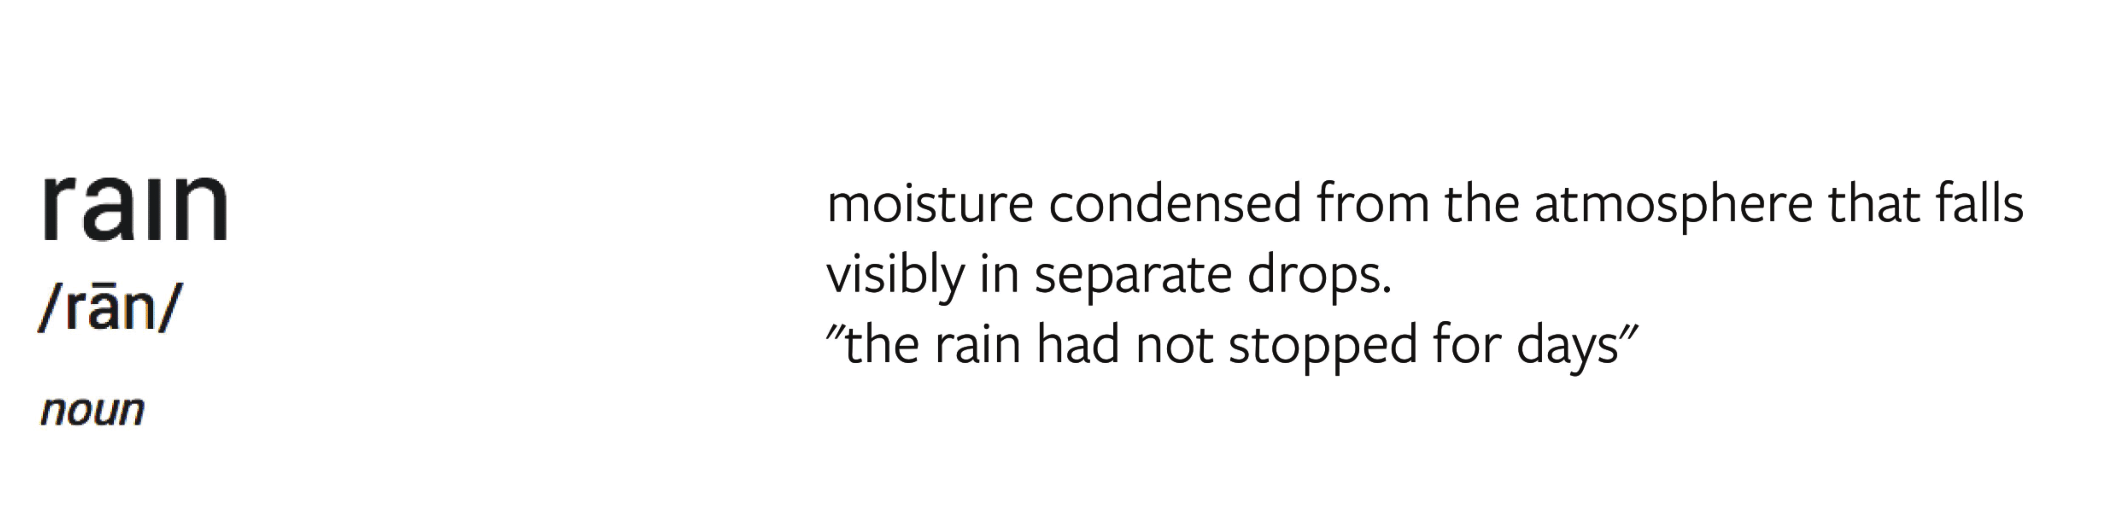 raın
/rān/
noun
moisture condensed from the atmosphere that falls
visibly in separate drops.
"the rain had not stopped for days"